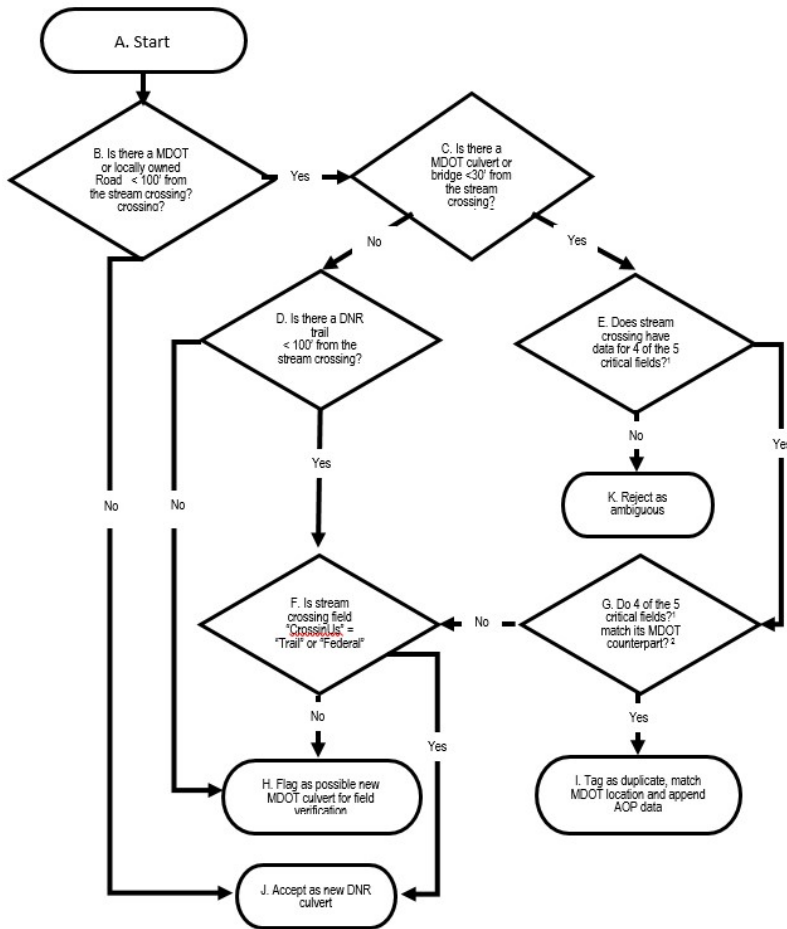 A. Start
B. Is there a MDOT
or locally owned
Road < 100' from
the stream crossing?
crossing?
Yes
C. Is there a
MDOT culvert or
bridge <30' from
the stream
crossing?
No
Yes
D. Is there a DNR
trail
< 100' from the
stream crossing?
E. Does stream
crossing have
data for 4 of the 5
critical fields?¹
No
Yes
Yes
K. Reject as
ambiguous
No
No
F. Is stream
crossing field
"CrossinUs" =
"Trail" or "Federal"
No
G. Do 4 of the 5
critical fields?¹
match its MDOT
counterpart? ²
No
Yes
Yes
H. Flag as possible new
MDOT culvert for field
verification
I. Tag as duplicate, match
MDOT location and append
AOP data
J. Accept as new DNR
culvert